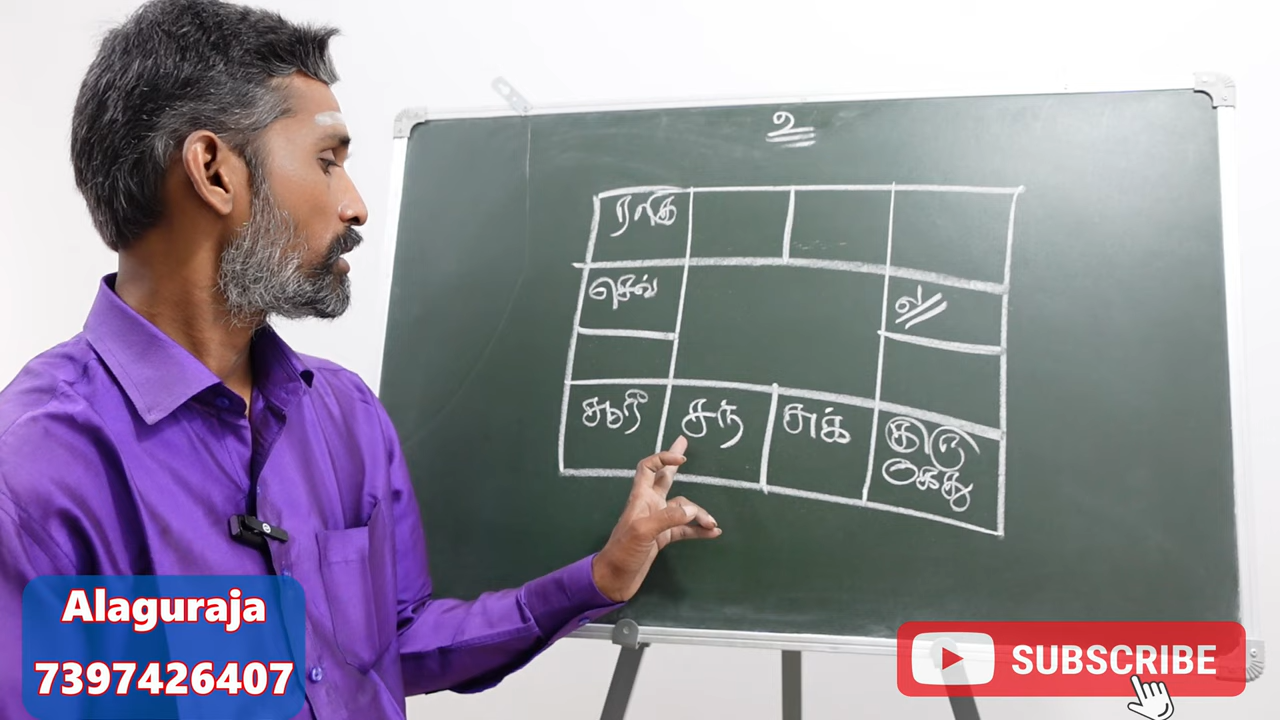 உ
ராகு
செவ்
ல//
சூரி
சந்
சுக்
குரு
கேது
Alaguraja
7397426407
SUBSCRIBE